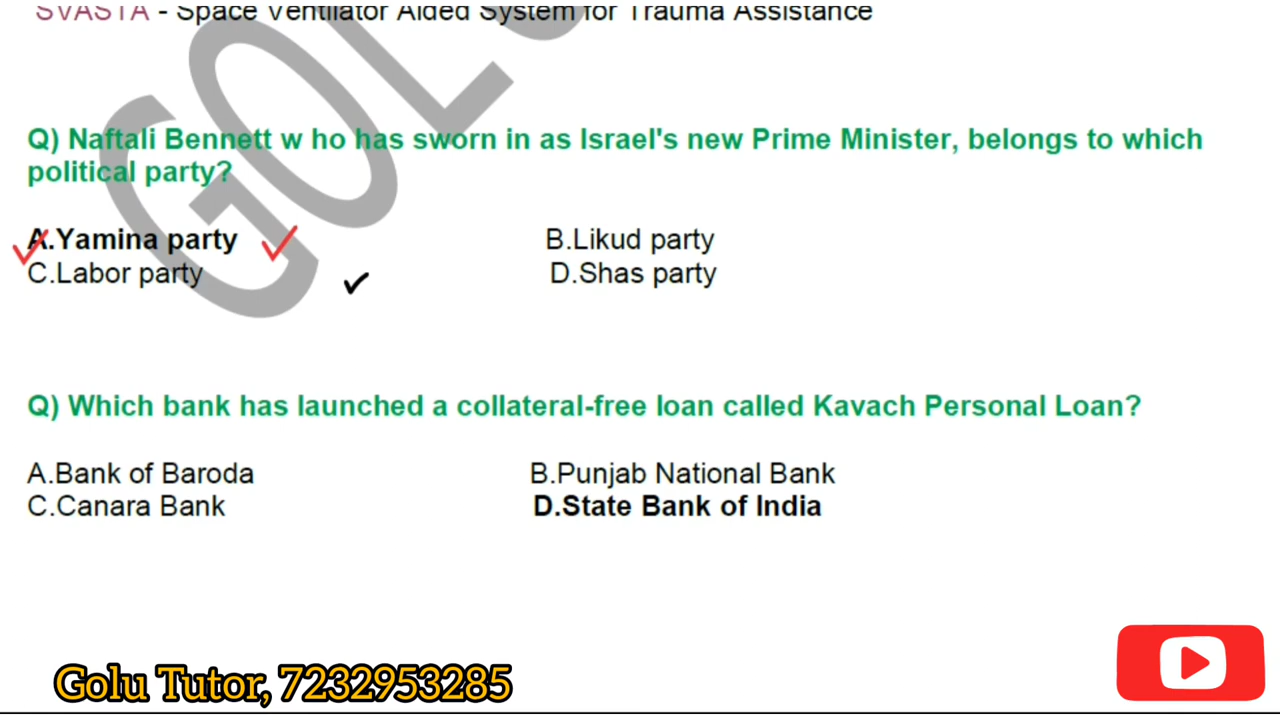 SVASTA - Space Ventilator Aided System for Trauma Assistance
Q) Naftali Bennett w ho has sworn in as Israel's new Prime Minister, belongs to which
political party?
A.Yamina party B.Likud party
C.Labor party D.Shas party
Q) Which bank has launched a collateral-free loan called Kavach Personal Loan?
A.Bank of Baroda B.Punjab National Bank
C.Canara Bank D.State Bank of India
Golu Tutor, 7232953285